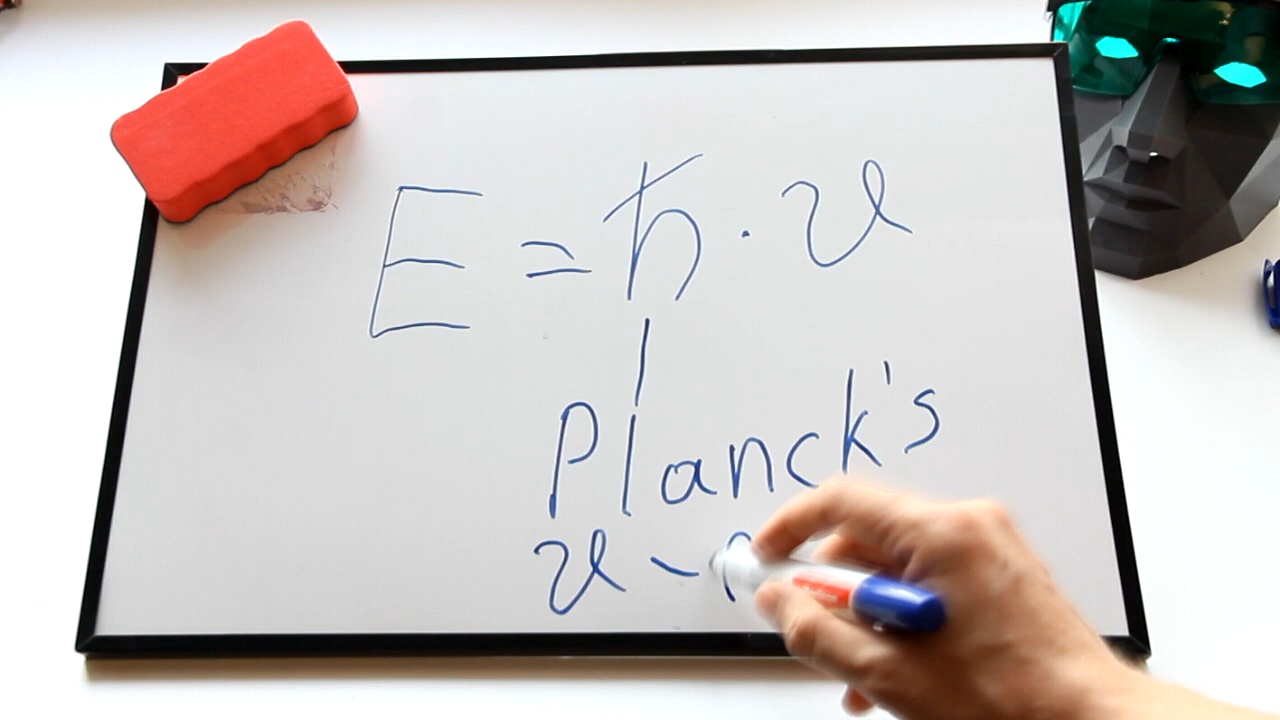 E = ℏ · υ
Planck's
υ -